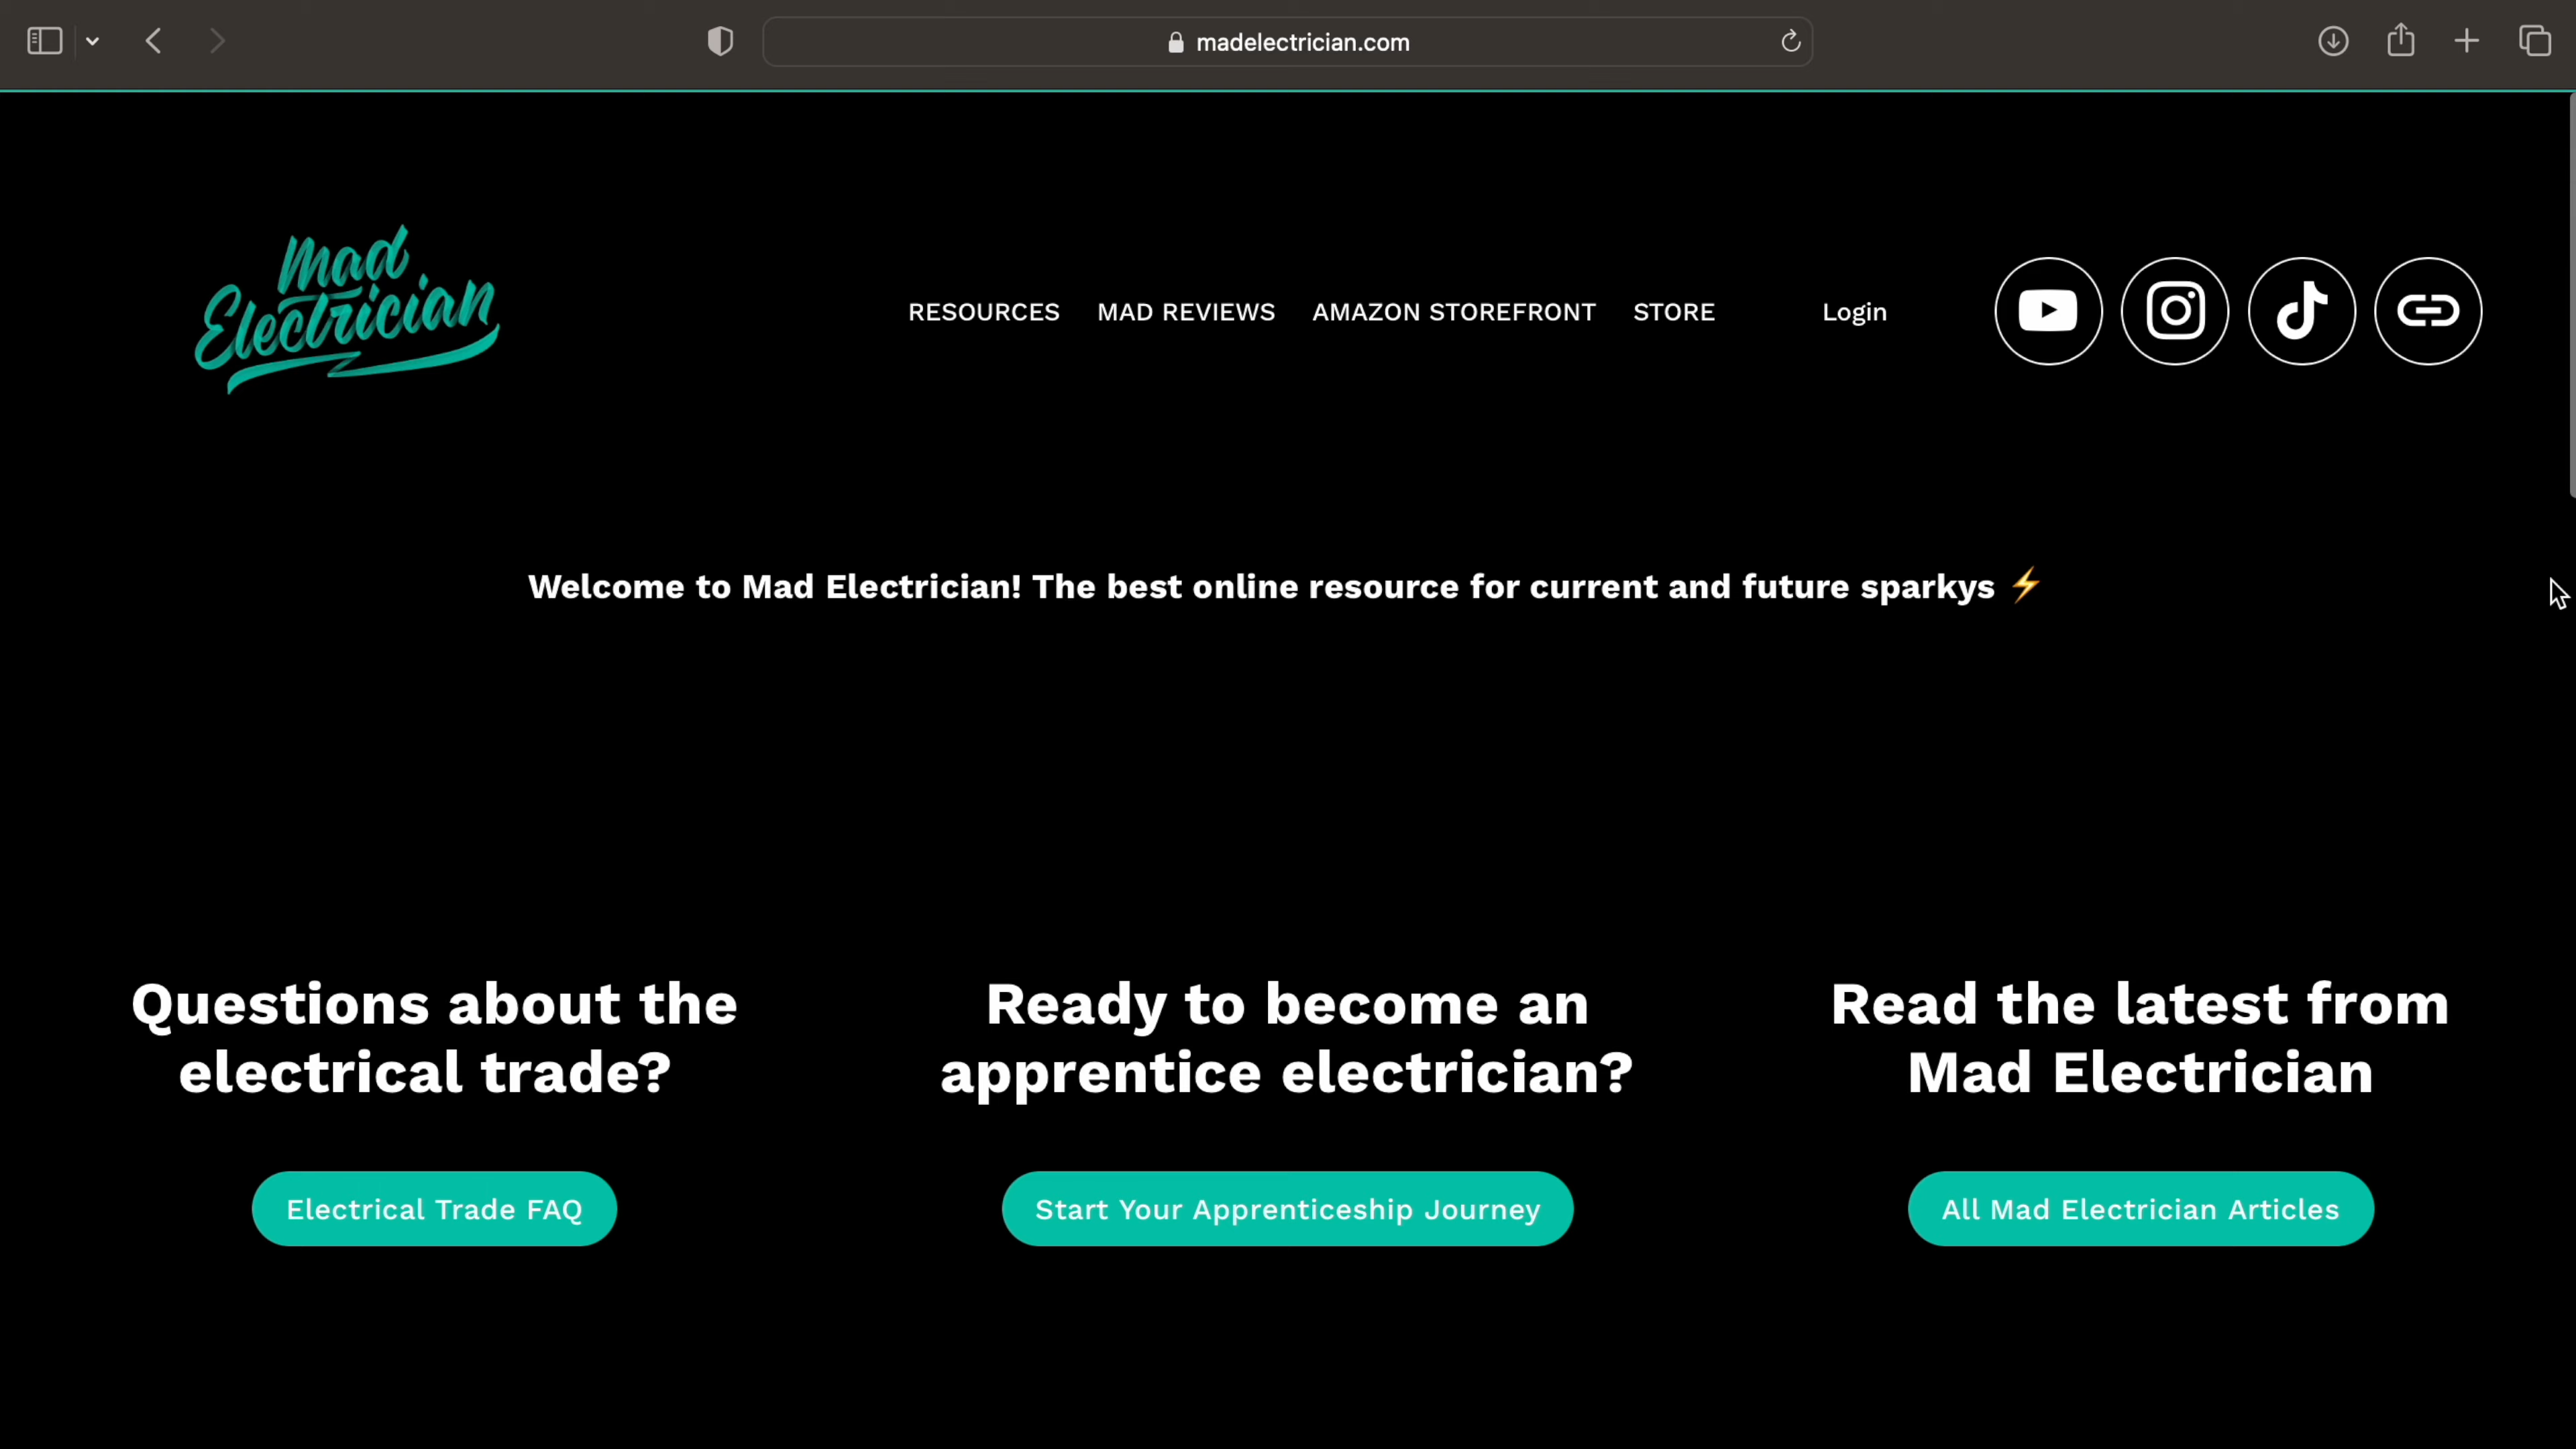 madelectrician.com
Mad
Electrician
RESOURCES MAD REVIEWS AMAZON STOREFRONT STORE Login
Welcome to Mad Electrician! The best online resource for current and future sparkys ⚡
Questions about the
electrical trade?
Electrical Trade FAQ
Ready to become an
apprentice electrician?
Start Your Apprenticeship Journey
Read the latest from
Mad Electrician
All Mad Electrician Articles